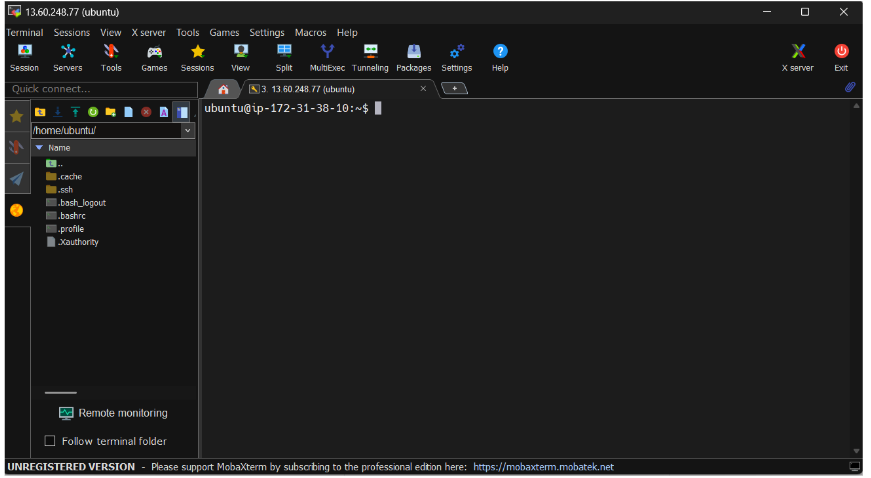 13.60.248.77 (ubuntu)
Terminal Sessions View X server Tools Games Settings Macros Help
Session Servers Tools Games Sessions View Split MultiExec Tunneling Packages Settings Help X server Exit
Quick connect...
3. 13.60.248.77 (ubuntu)
/home/ubuntu/
Name
..
.cache
.ssh
.bash_logout
.bashrc
.profile
.Xauthority
ubuntu@ip-172-31-38-10:~$
Remote monitoring
Follow terminal folder
UNREGISTERED VERSION - Please support MobaXterm by subscribing to the professional edition here: https://mobaxterm.mobatek.net